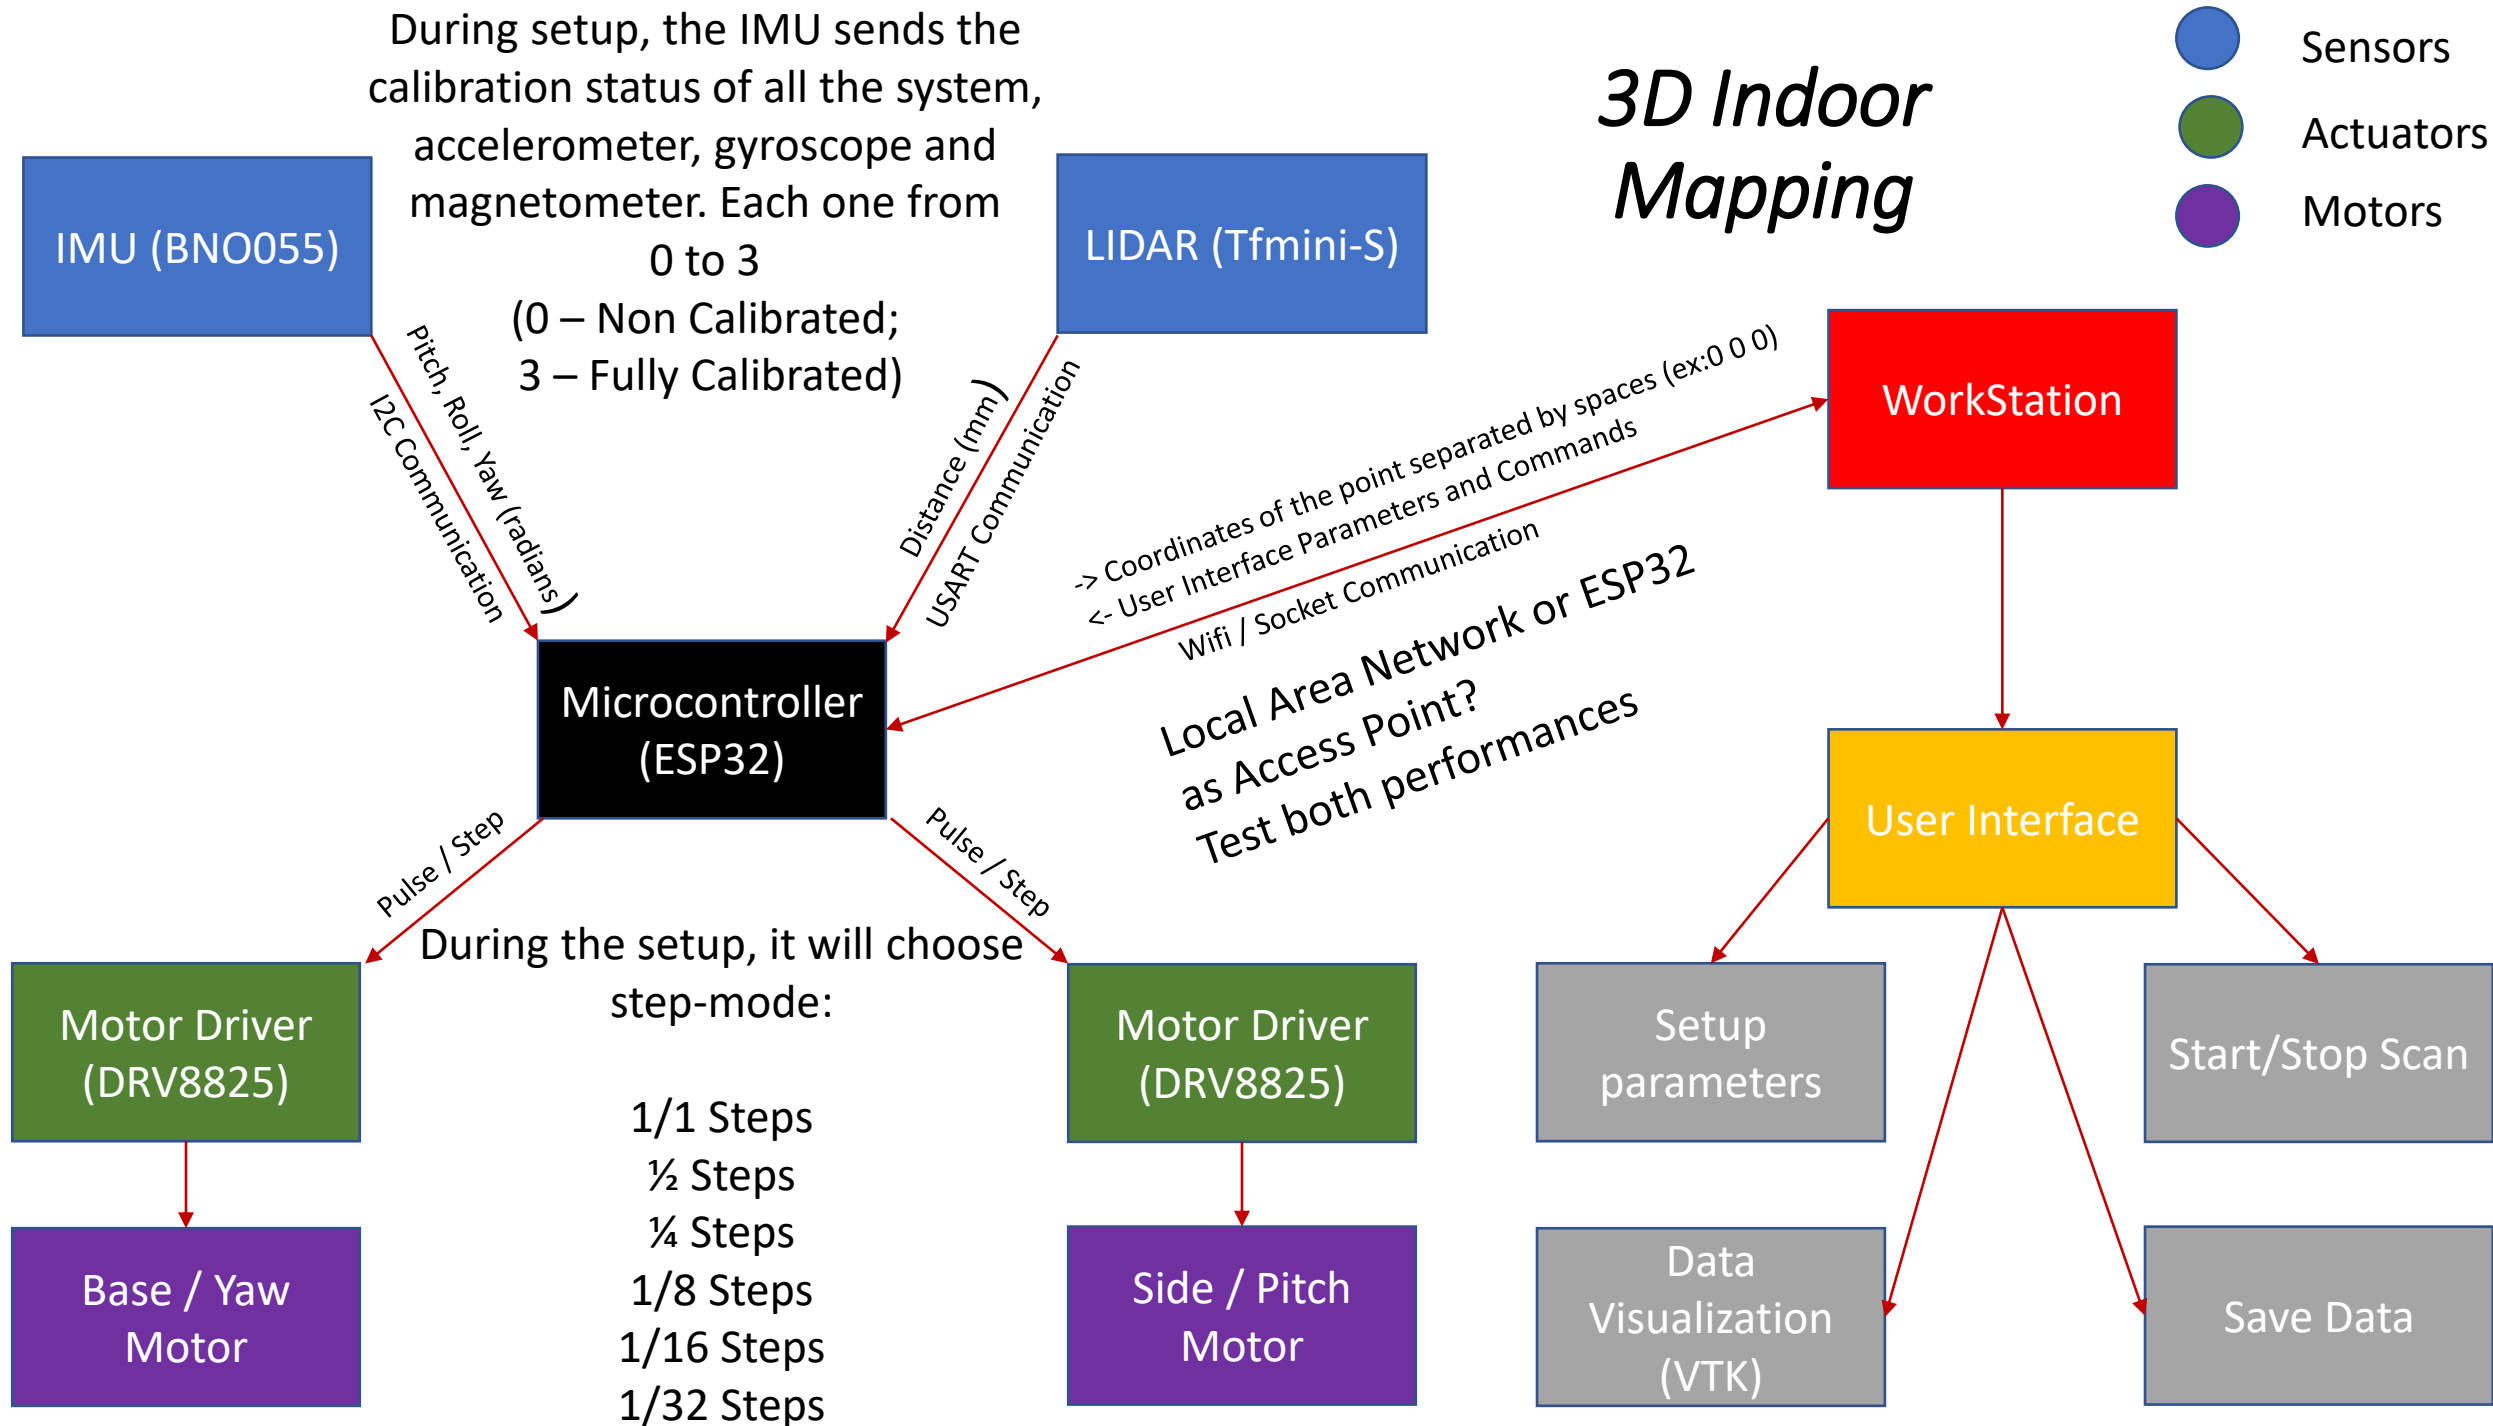 During setup, the IMU sends the
calibration status of all the system,
accelerometer, gyroscope and
magnetometer. Each one from
0 to 3
(0 – Non Calibrated;
3 – Fully Calibrated)
3D Indoor
Mapping
Sensors
Actuators
Motors
IMU (BNO055)
LIDAR (Tfmini-S)
WorkStation
Pitch, Roll, Yaw (radians)
I2C Communication
Distance (mm)
USART Communication
-> Coordinates of the point separated by spaces (ex:0 0 0)
<- User Interface Parameters and Commands
Wifi / Socket Communication
Local Area Network or ESP32
as Access Point?
Test both performances
Microcontroller
(ESP32)
User Interface
Pulse / Step
Pulse / Step
During the setup, it will choose
step-mode:
1/1 Steps
½ Steps
¼ Steps
1/8 Steps
1/16 Steps
1/32 Steps
Motor Driver
(DRV8825)
Motor Driver
(DRV8825)
Setup
parameters
Start/Stop Scan
Base / Yaw
Motor
Side / Pitch
Motor
Data
Visualization
(VTK)
Save Data